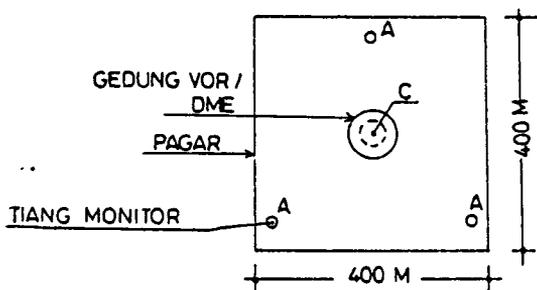 A
GEDUNG VOR /
DME
C
PAGAR
400 M
TIANG MONITOR
A
A
400 M